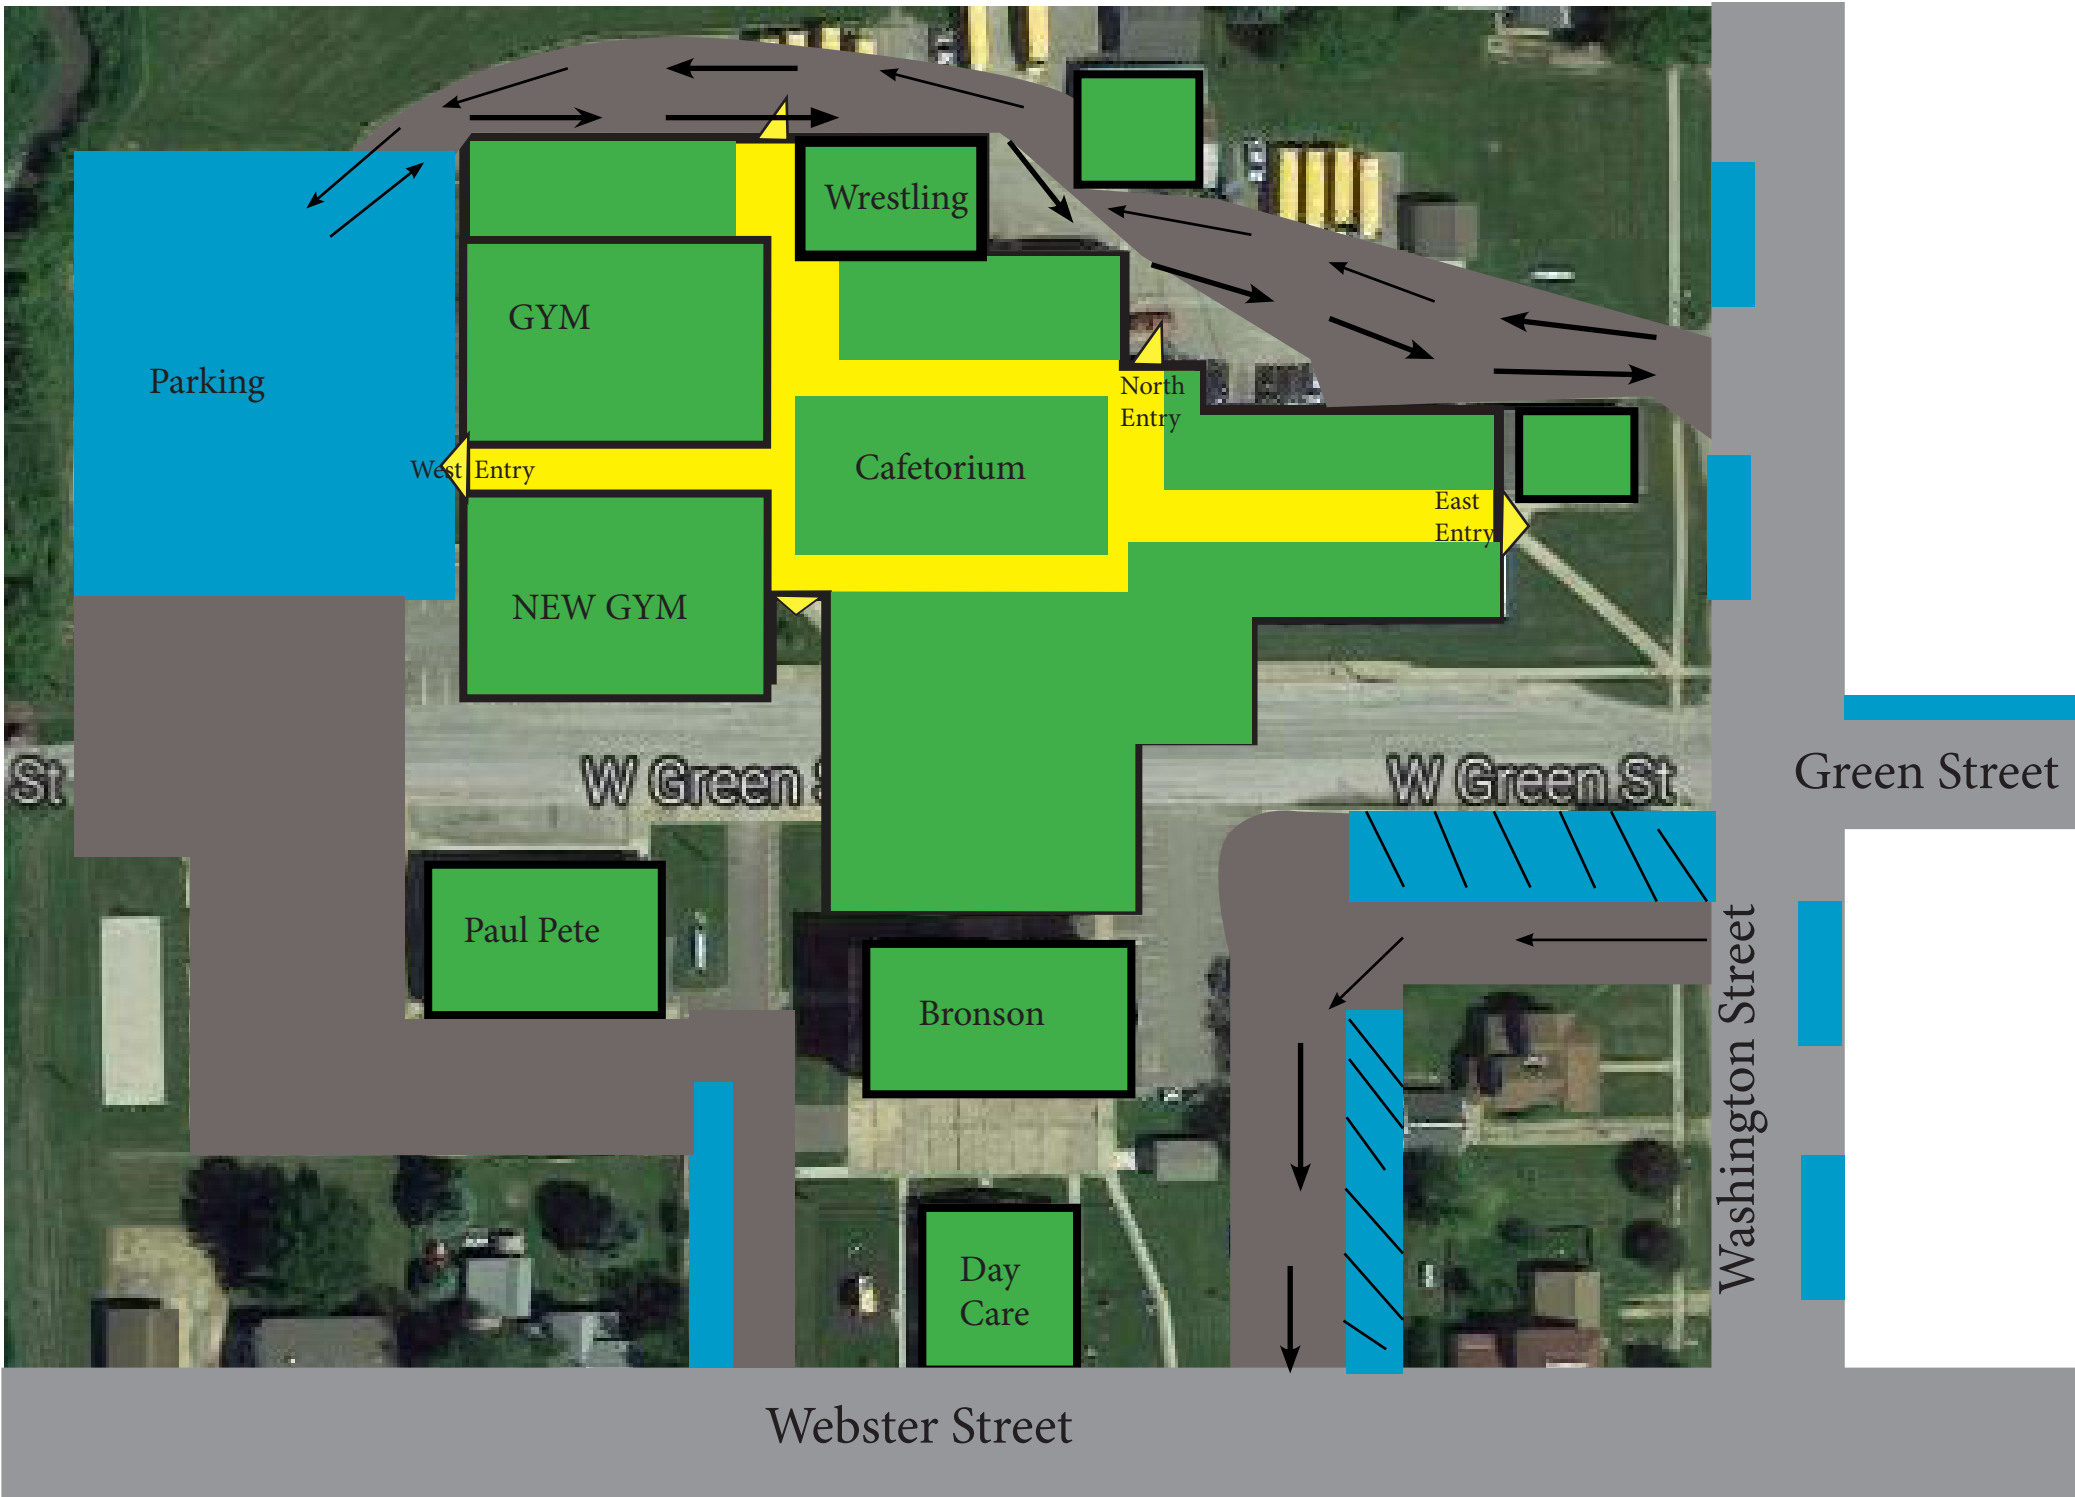 Wrestling
GYM
Parking
North
Entry
West Entry
Cafetorium
East
Entry
NEW GYM
St
W Green
W Green St
Green Street
Paul Pete
Bronson
Washington Street
Day
Care
Webster Street